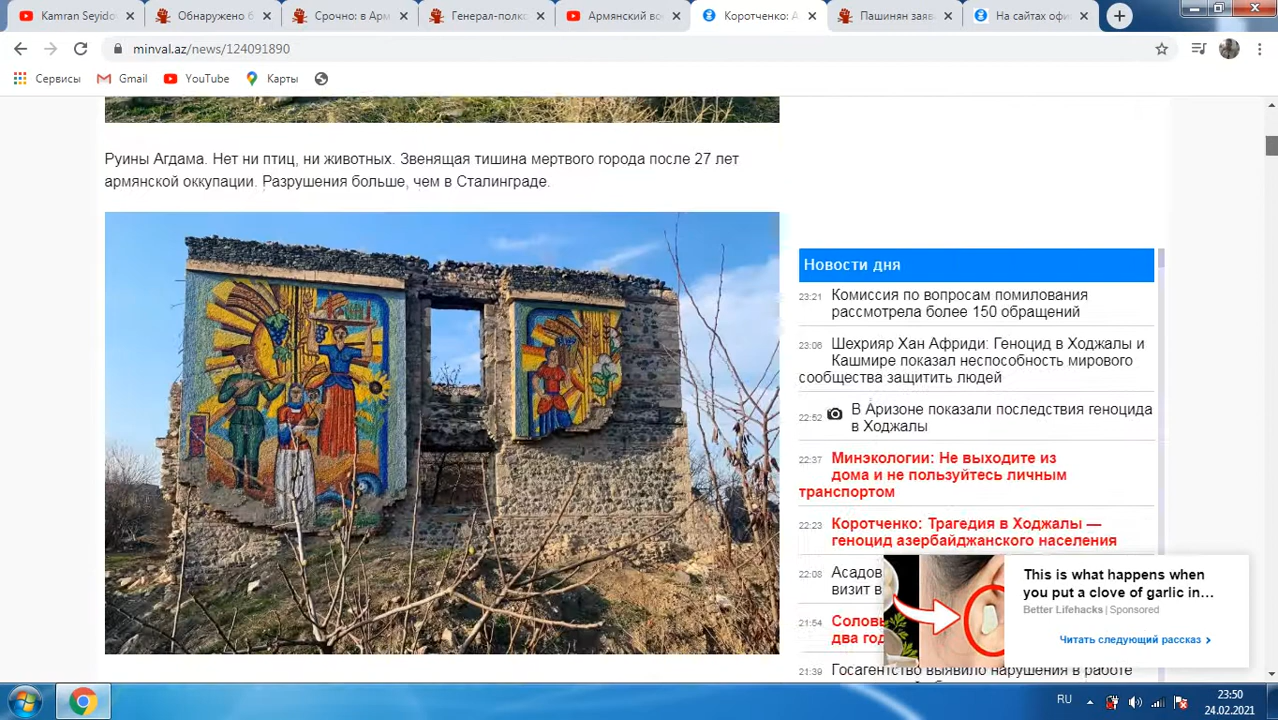 Kamran Seyido
Обнаружено б
Срочно: в Арм
Генерал-полко
Армянский во
Коротченко: А
Пашинян заяв
На сайтах офи
minval.az/news/124091890
Сервисы
Gmail
YouTube
Карты
Руины Агдама. Нет ни птиц, ни животных. Звенящая тишина мертвого города после 27 лет
армянской оккупации. Разрушения больше, чем в Сталинграде.
Новости дня
23:21 Комиссия по вопросам помилования
рассмотрела более 150 обращений
23:06 Шехрияр Хан Африди: Геноцид в Ходжалы и
Кашмире показал неспособность мирового
сообщества защитить людей
22:52 В Аризоне показали последствия геноцида
в Ходжалы
22:37 Минэкологии: Не выходите из
дома и не пользуйтесь личным
транспортом
22:23 Коротченко: Трагедия в Ходжалы —
геноцид азербайджанского населения
22:08 Асадов
визит в
21:54 Соловь
два год
21:39 Госагентство выявило нарушения в работе
This is what happens when
you put a clove of garlic in...
Better Lifehacks | Sponsored
Читать следующий рассказ
RU
23:50
24.02.2021